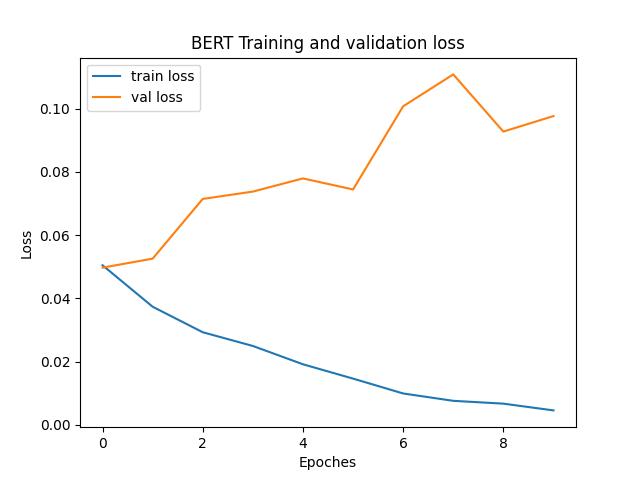 BERT Training and validation loss
train loss
val loss
0.10
0.08
0.06
0.04
0.02
0.00
Loss
0 2 4 6 8
Epoches